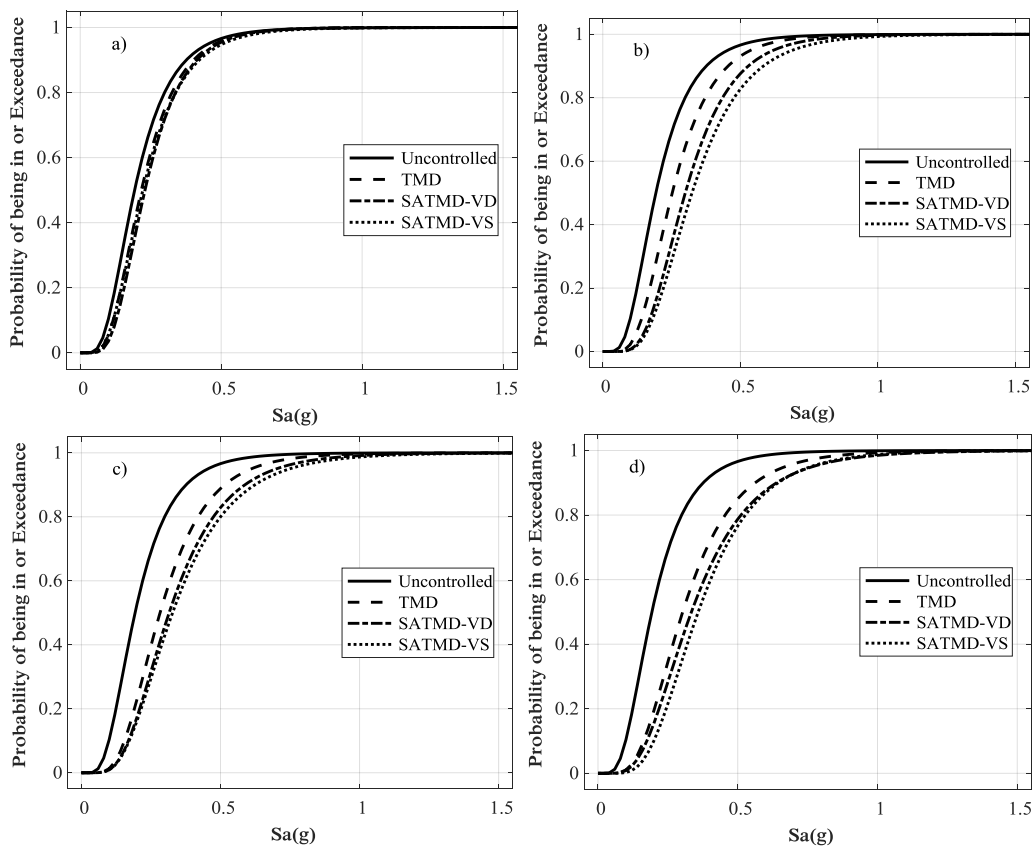 a)
Probability of being in or Exceedance
1
0.8
0.6
0.4
0.2
0
0
0.5
1
1.5
Sa(g)
Uncontrolled
TMD
SATMD-VD
SATMD-VS
b)
Probability of being in or Exceedance
1
0.8
0.6
0.4
0.2
0
0
0.5
1
1.5
Sa(g)
Uncontrolled
TMD
SATMD-VD
SATMD-VS
c)
Probability of being in or Exceedance
1
0.8
0.6
0.4
0.2
0
0
0.5
1
1.5
Sa(g)
Uncontrolled
TMD
SATMD-VD
SATMD-VS
d)
Probability of being in or Exceedance
1
0.8
0.6
0.4
0.2
0
0
0.5
1
1.5
Sa(g)
Uncontrolled
TMD
SATMD-VD
SATMD-VS